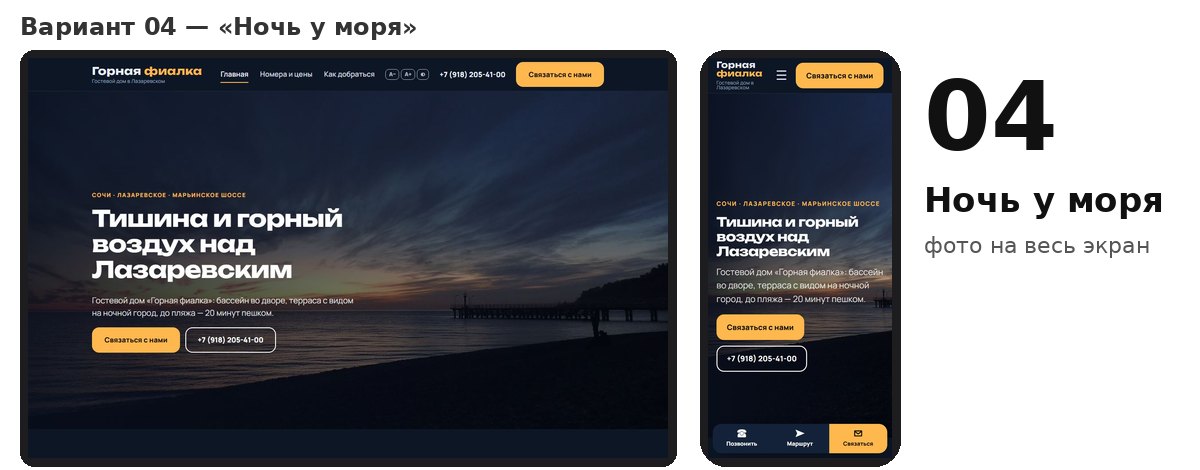 Вариант 04 — «Ночь у моря»
Горная фиалка
Гостевой дом в Лазаревском
Главная
Номера и цены
Как добраться
A-
A+
+7 (918) 205-41-00
Связаться с нами
СОЧИ · ЛАЗАРЕВСКОЕ · МАРЬИНСКОЕ ШОССЕ
Тишина и горный
воздух над
Лазаревским
Гостевой дом «Горная фиалка»: бассейн во дворе, терраса с видом
на ночной город, до пляжа — 20 минут пешком.
Связаться с нами
+7 (918) 205-41-00
Горная
фиалка
Гостевой дом в
Лазаревском
Связаться с нами
СОЧИ · ЛАЗАРЕВСКОЕ · МАРЬИНСКОЕ ШОССЕ
Тишина и горный
воздух над
Лазаревским
Гостевой дом «Горная фиалка»: бассейн
во дворе, терраса с видом на ночной
город, до пляжа — 20 минут пешком.
Связаться с нами
+7 (918) 205-41-00
Позвонить
Маршрут
Связаться
04
Ночь у моря
фото на весь экран